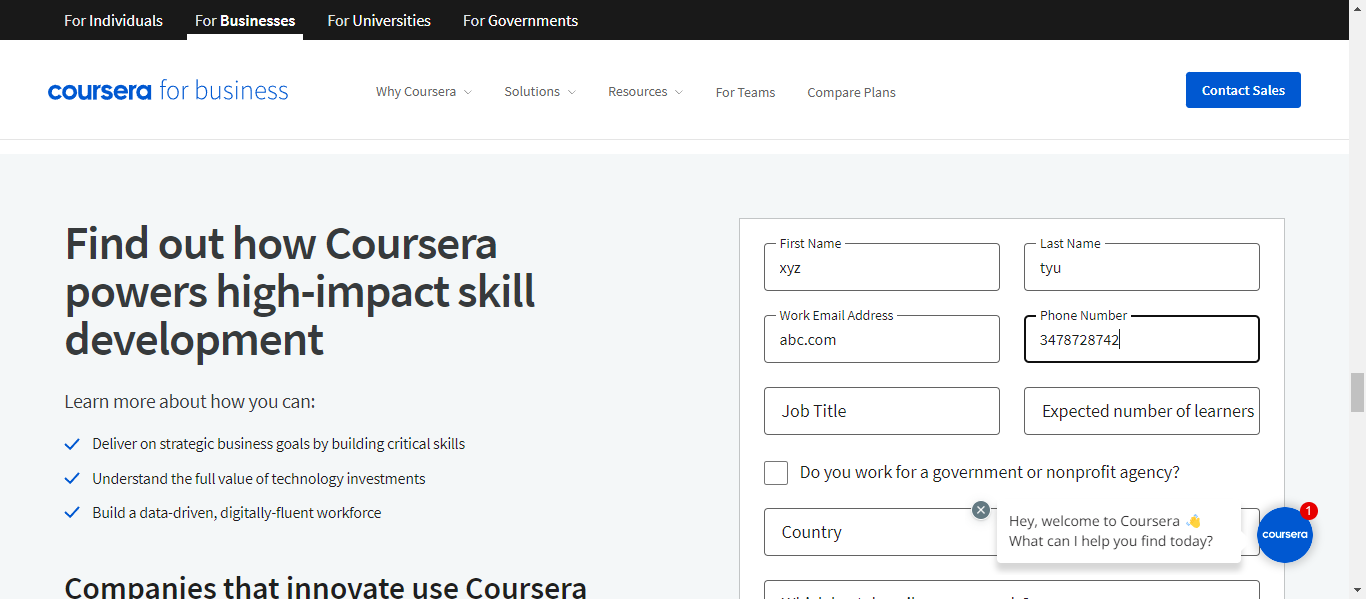 For Individuals
For Businesses
For Universities
For Governments
coursera for business
Why Coursera
Solutions
Resources
For Teams
Compare Plans
Contact Sales
Find out how Coursera
powers high-impact skill
development
Learn more about how you can:
Deliver on strategic business goals by building critical skills
Understand the full value of technology investments
Build a data-driven, digitally-fluent workforce
Companies that innovate use Coursera
First Name
xyz
Last Name
tyu
Work Email Address
abc.com
Phone Number
3478728742
Job Title
Expected number of learners
Do you work for a government or nonprofit agency?
Country
Hey, welcome to Coursera 👋
What can I help you find today?
coursera
1